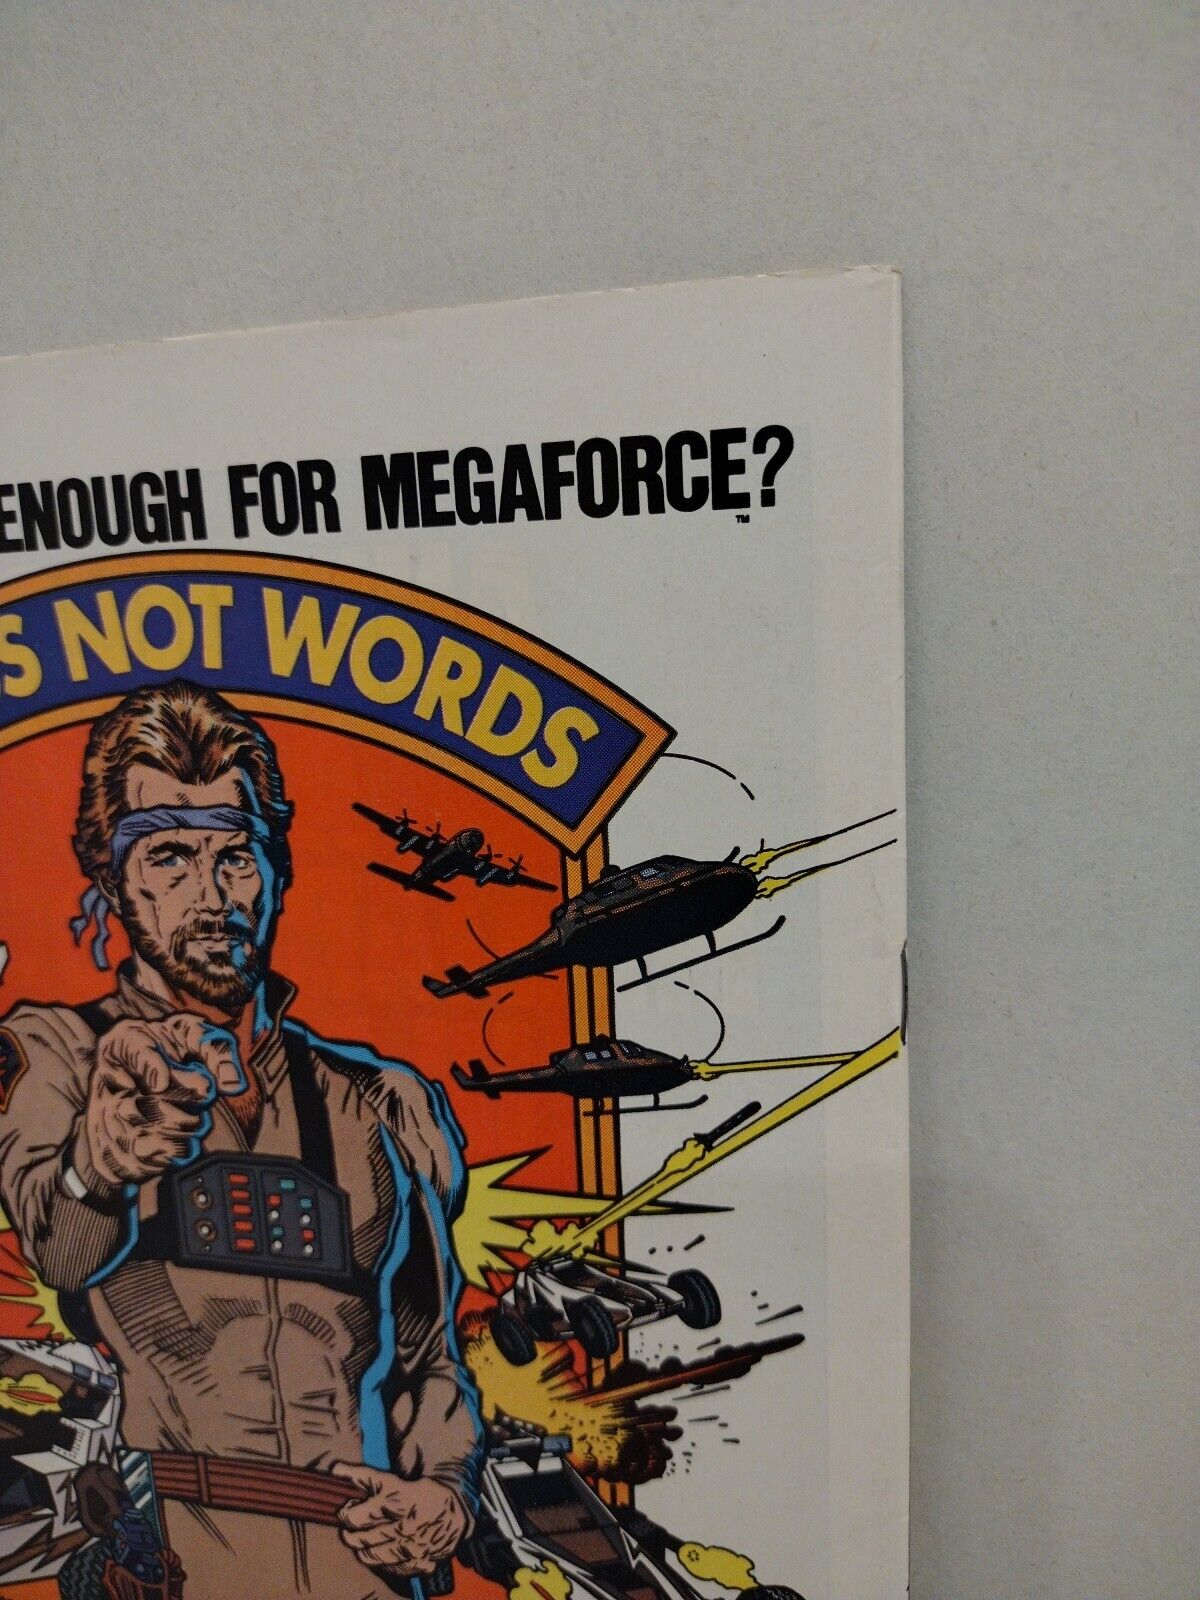 ENOUGH FOR MEGAFORCE?
™
NOT WORDS